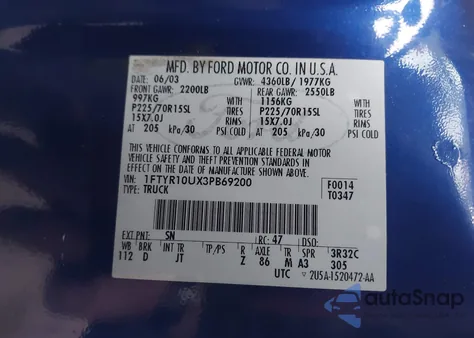 MFD. BY FORD MOTOR CO. IN U.S.A.
DATE: 06/03 GVWR: 4360LB/ 1977KG
FRONT GAWR: 2200LB REAR GAWR: 2550LB
997KG WITH 1156KG WITH
P225/70R15SL TIRES P225/70R15SL TIRES
15X7.0J RIMS 15X7.0J RIMS
AT 205 kPa/30 PSI COLD AT 205 kPa/30 PSI COLD
THIS VEHICLE CONFORMS TO ALL APPLICABLE FEDERAL MOTOR
VEHICLE SAFETY AND THEFT PREVENTION STANDARDS IN
EFFECT ON THE DATE OF MANUFACTURE SHOWN ABOVE.
VIN: 1FTYR10UX3PB69200 F0014
TYPE: TRUCK T0347
EXT PNT: SN RC: 47 DSO:
WB BRK INT TR TP/PS R AXLE TR SPR 3R32C
112 D JT Z 86 M A3 305
UTC 2U5A-1520472-AA
Ford
autoSnap